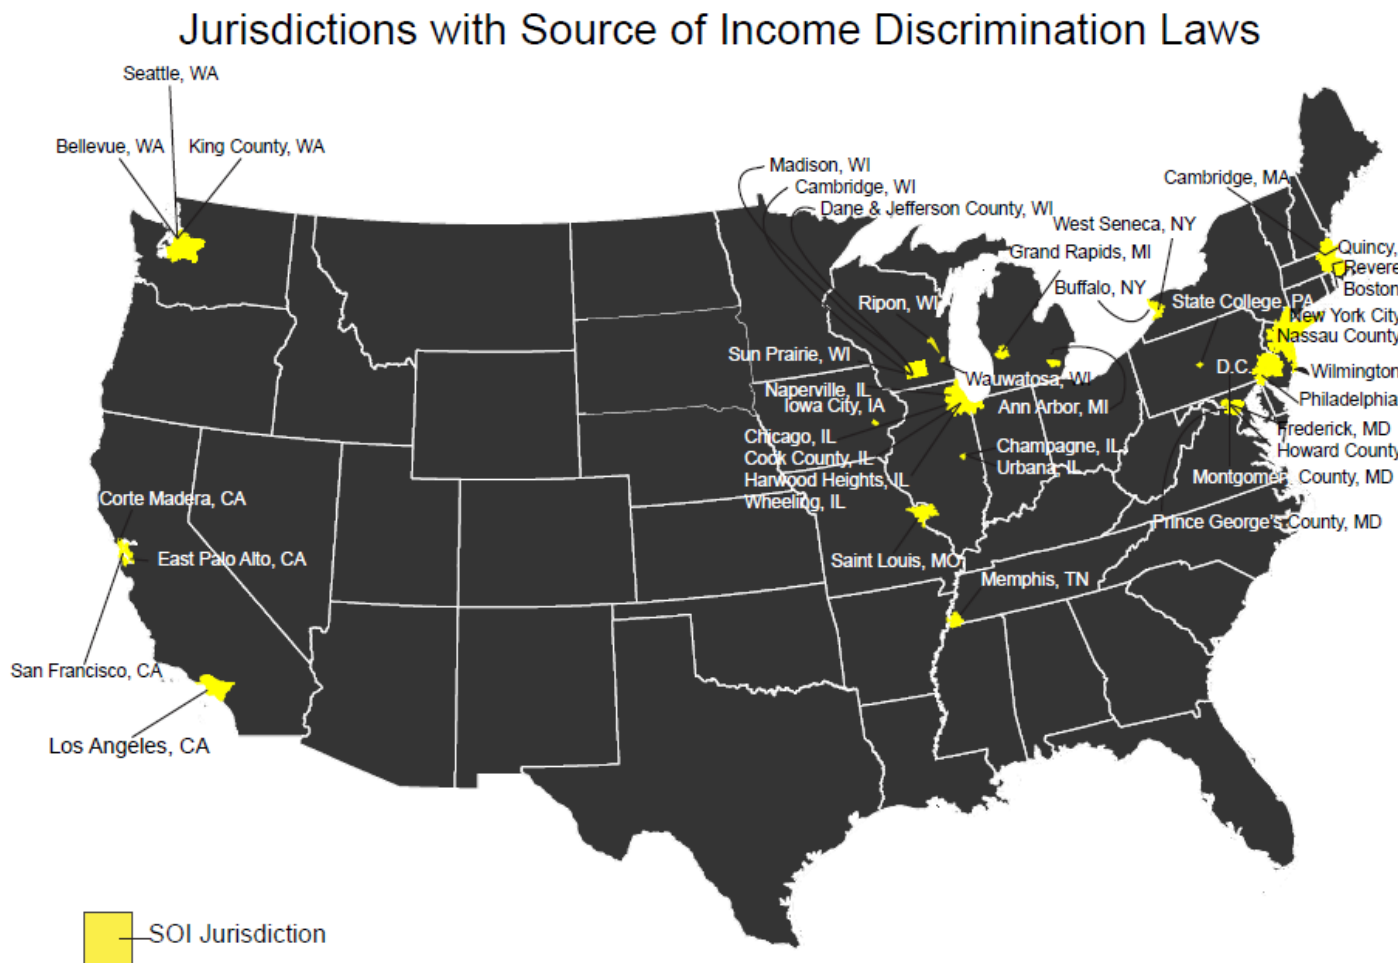 Jurisdictions with Source of Income Discrimination Laws
Seattle, WA
Bellevue, WA
King County, WA
Madison, WI
Cambridge, WI
Dane & Jefferson County, WI
Cambridge, MA
West Seneca, NY
Grand Rapids, MI
Quincy,
Revere
Boston
Buffalo, NY
Ripon, WI
State College, PA
New York City
Nassau County
Sun Prairie, WI
D.C.
Wauwatosa, WI
Wilmington
Naperville, IL
Iowa City, IA
Ann Arbor, MI
Philadelphia
Frederick, MD
Chicago, IL
Champagne, IL
Howard County
Cook County, IL
Urbana, IL
Harwood Heights, IL
Montgomer County, MD
Wheeling, IL
Corte Madera, CA
Prince George's County, MD
East Palo Alto, CA
Saint Louis, MO
Memphis, TN
San Francisco, CA
Los Angeles, CA
SOI Jurisdiction